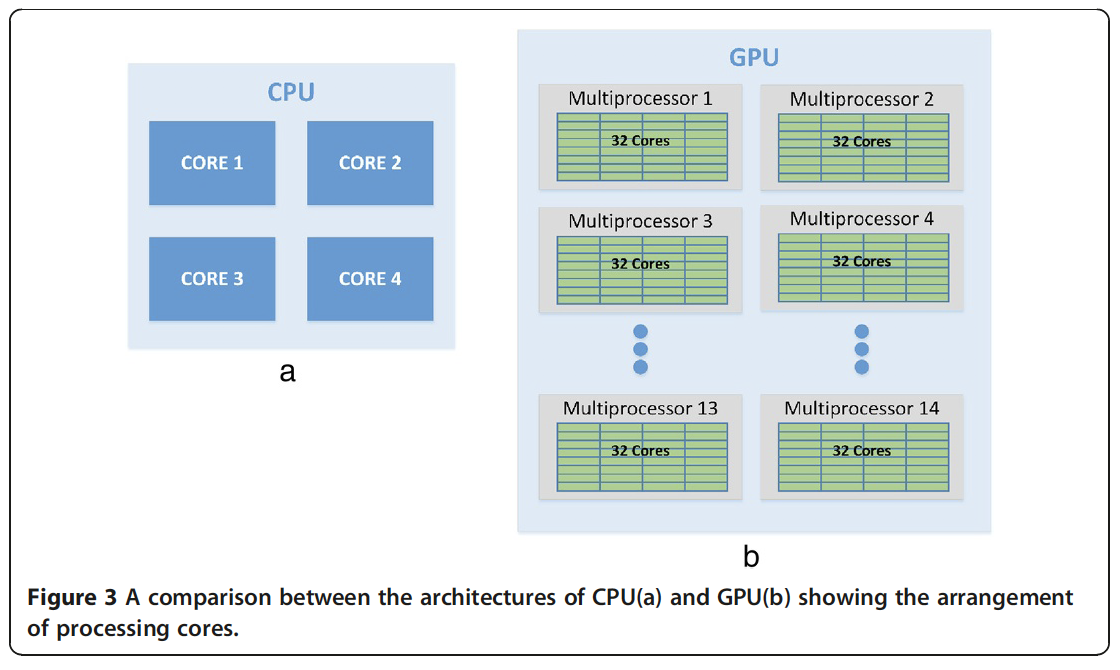 CPU
CORE 1
CORE 2
CORE 3
CORE 4
a
GPU
Multiprocessor 1
32 Cores
Multiprocessor 2
32 Cores
Multiprocessor 3
32 Cores
Multiprocessor 4
32 Cores
Multiprocessor 13
32 Cores
Multiprocessor 14
32 Cores
b
Figure 3 A comparison between the architectures of CPU(a) and GPU(b) showing the arrangement
of processing cores.